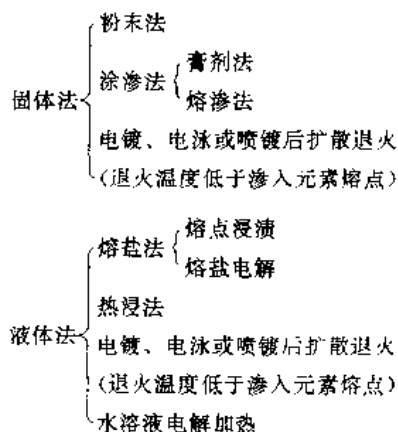 粉末法
涂渗法
膏剂法
熔渗法
固体法
电镀、电泳或喷镀后扩散退火
(退火温度低于渗入元素熔点)
熔盐法
熔点浸渍
熔盐电解
热浸法
液体法
电镀、电泳或喷镀后扩散退火
(退火温度低于渗入元素熔点)
水溶液电解加热